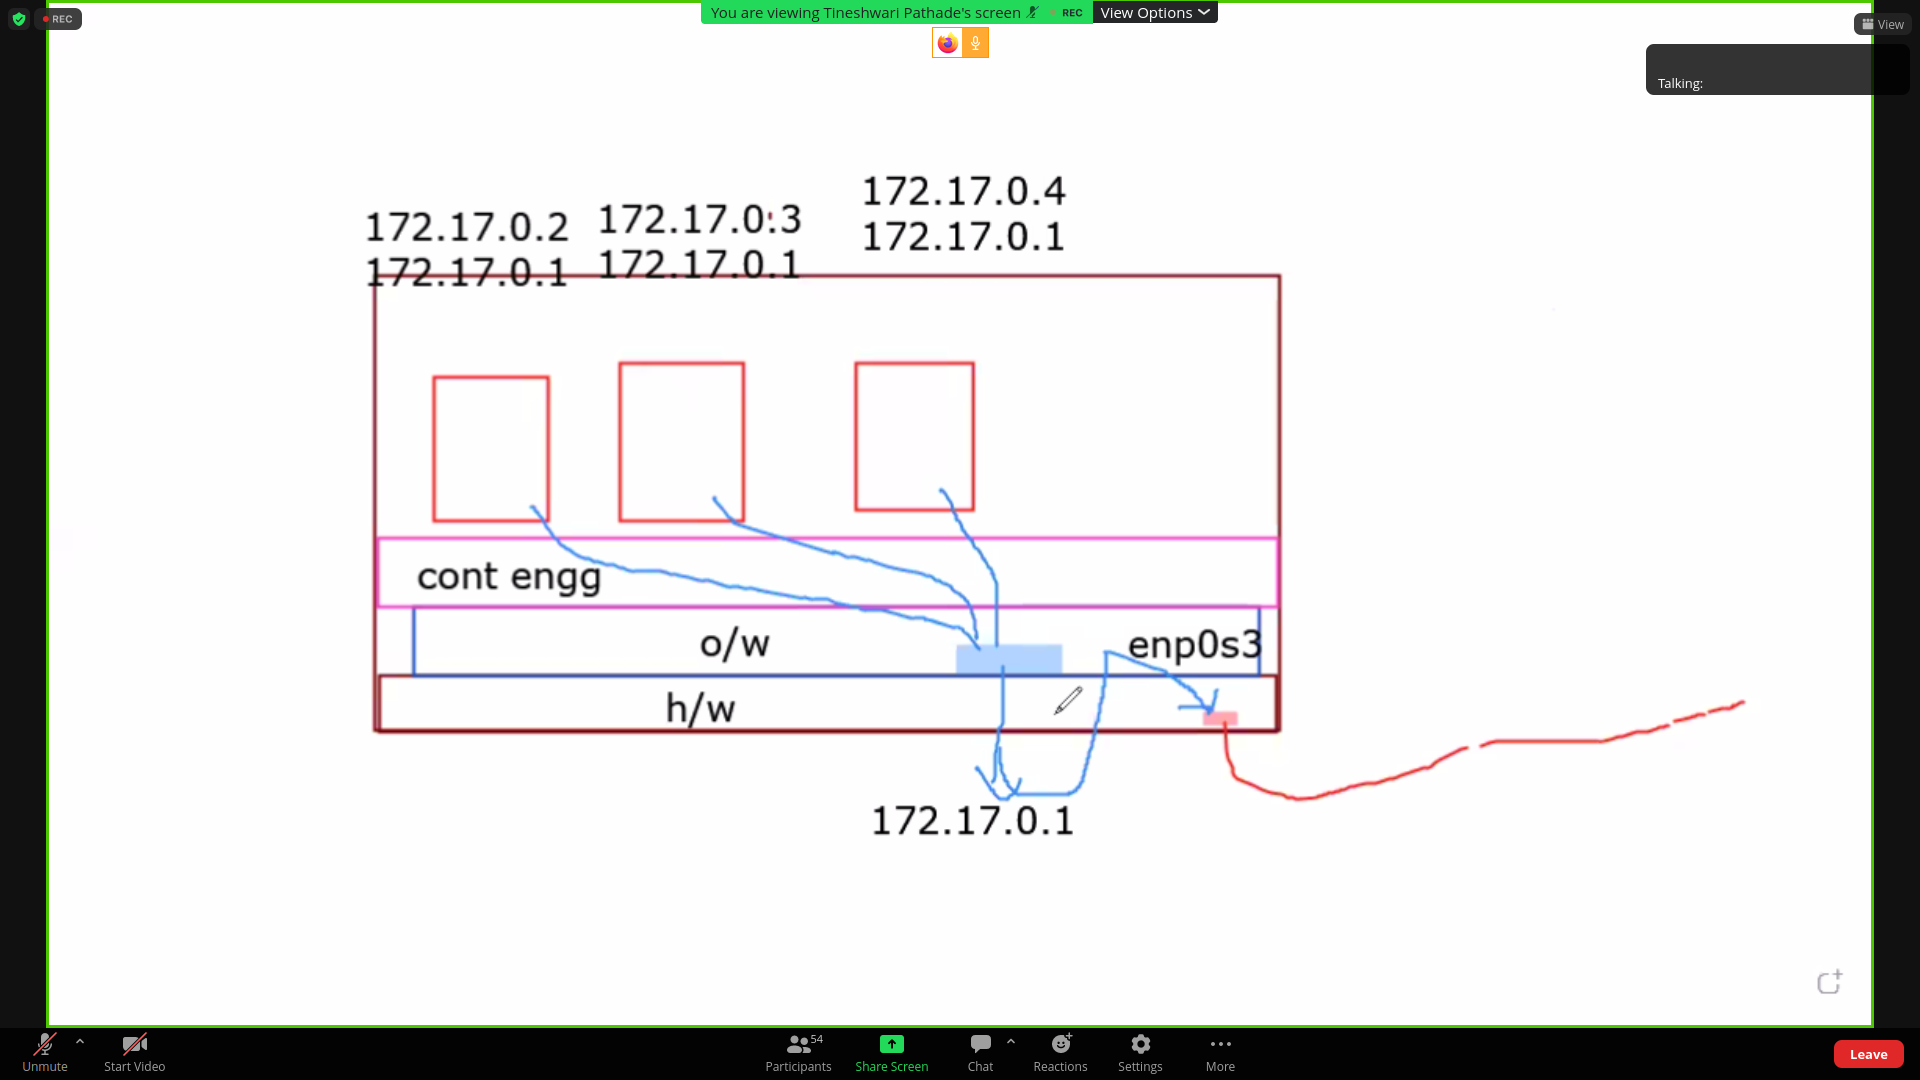 REC
You are viewing Tineshwari Pathade's screen
REC
View Options
View
Talking:
172.17.0.2
172.17.0.1
172.17.0.3
172.17.0.1
172.17.0.4
172.17.0.1
cont engg
o/w
enp0s3
h/w
172.17.0.1
Unmute
Start Video
54
Participants
Share Screen
Chat
Reactions
Settings
More
Leave